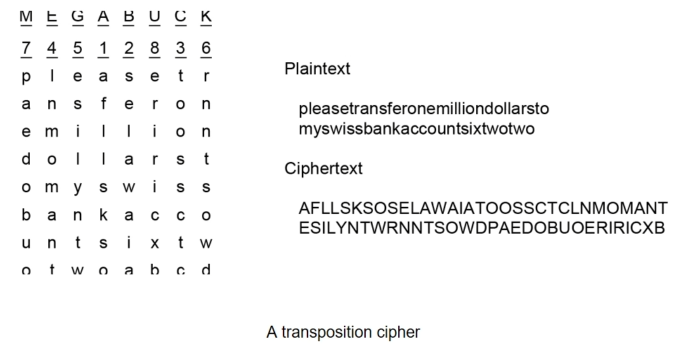 M E G A B U C K
7 4 5 1 2 8 3 6
p l e a s e t r
a n s f e r o n
e m i l l i o n
d o l l a r s t
o m y s w i s s
b a n k a c c o
u n t s i x t w
o t w o a b c d
Plaintext
pleasetransferonemilliondollarsto
myswissbankaccountsixtwotwo
Ciphertext
AFLLSKSOSELAWAIATOOSSCTCLNMOMANT
ESILYNTWRNNTSOWDPAEDOBUOERIRICXB
A transposition cipher